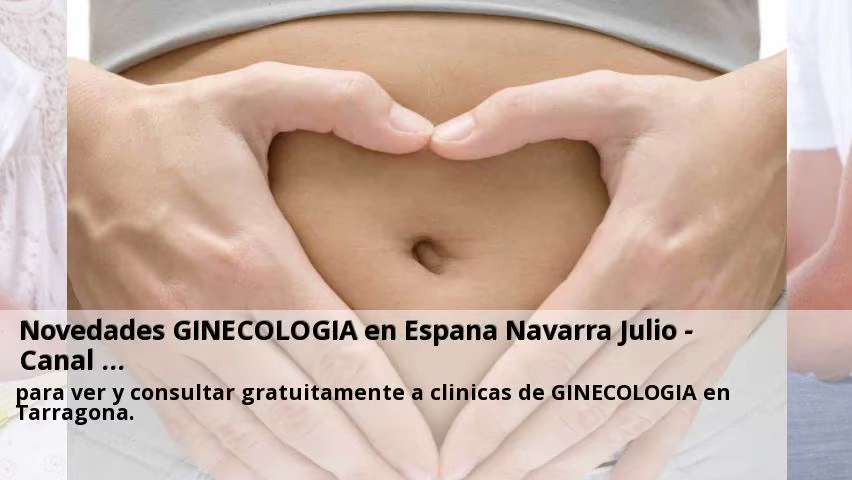 Novedades GINECOLOGIA en Espana Navarra Julio -
Canal ...
para ver y consultar gratuitamente a clinicas de GINECOLOGIA en
Tarragona.